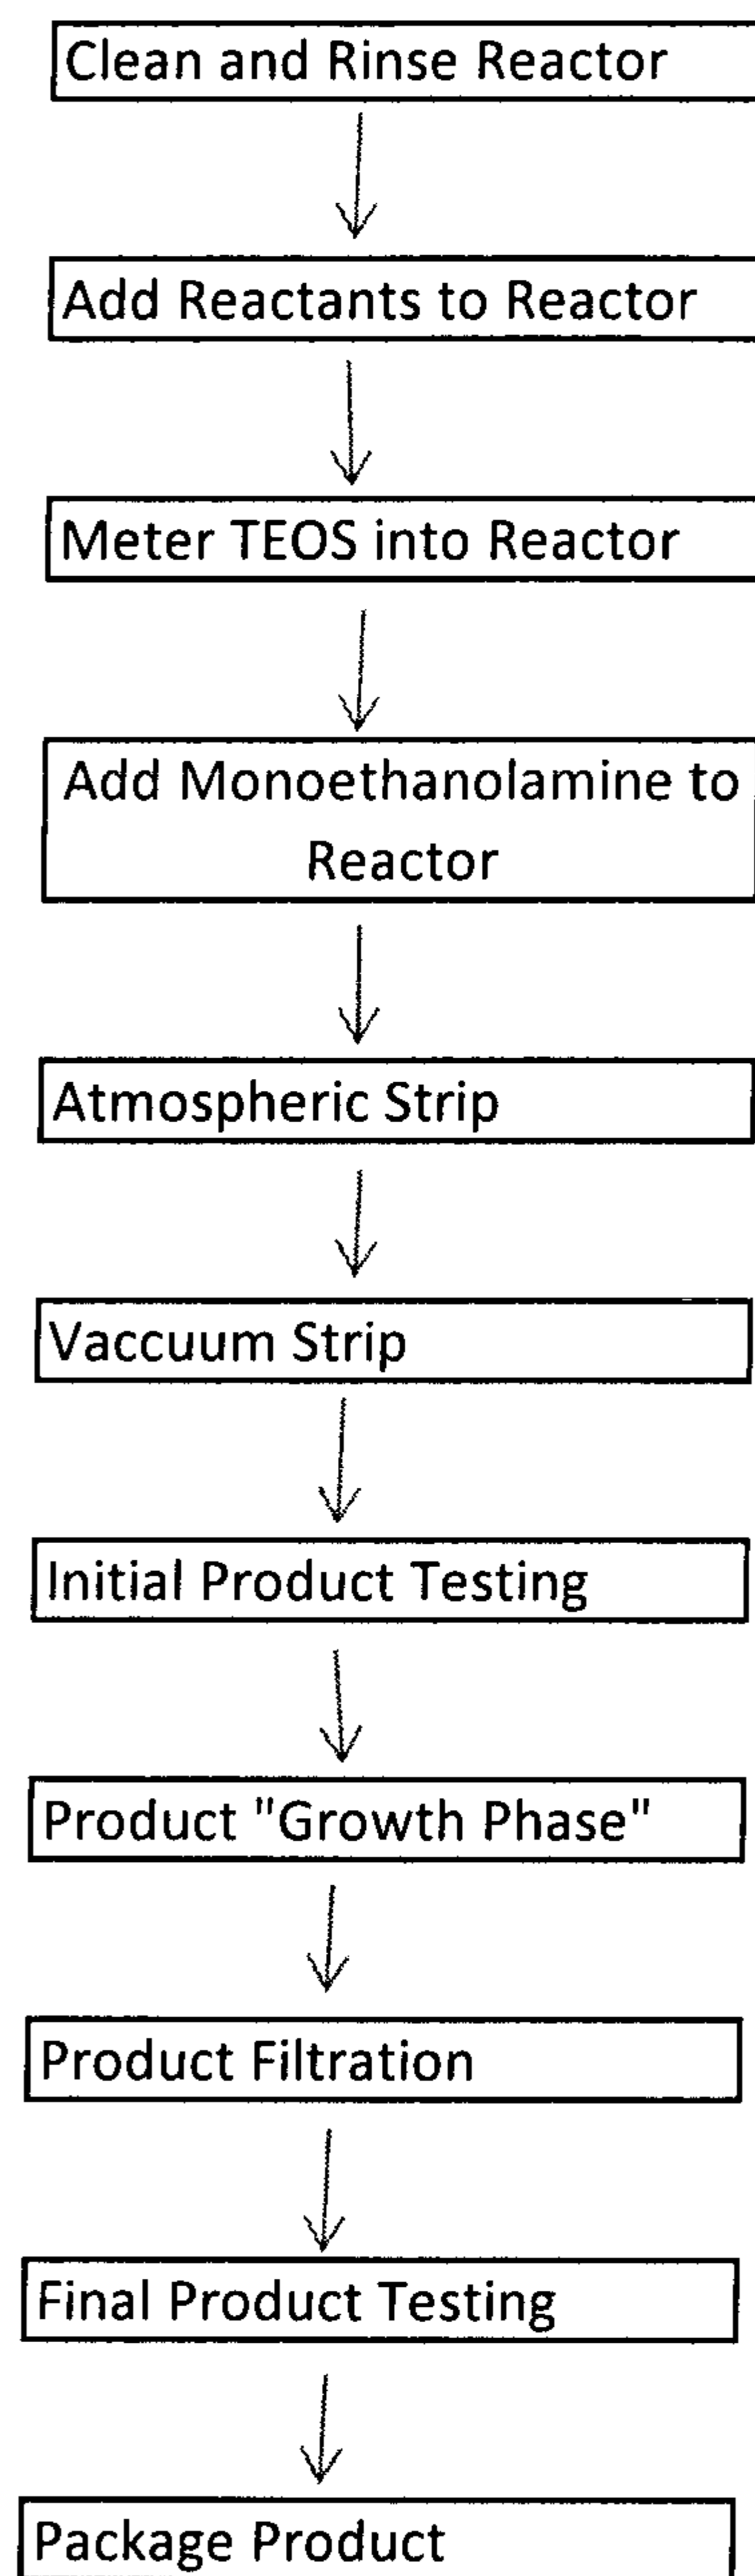 Clean and Rinse Reactor
Add Reactants to Reactor
Meter TEOS into Reactor
Add Monoethanolamine to
Reactor
Atmospheric Strip
Vaccuum Strip
Initial Product Testing
Product "Growth Phase"
Product Filtration
Final Product Testing
Package Product